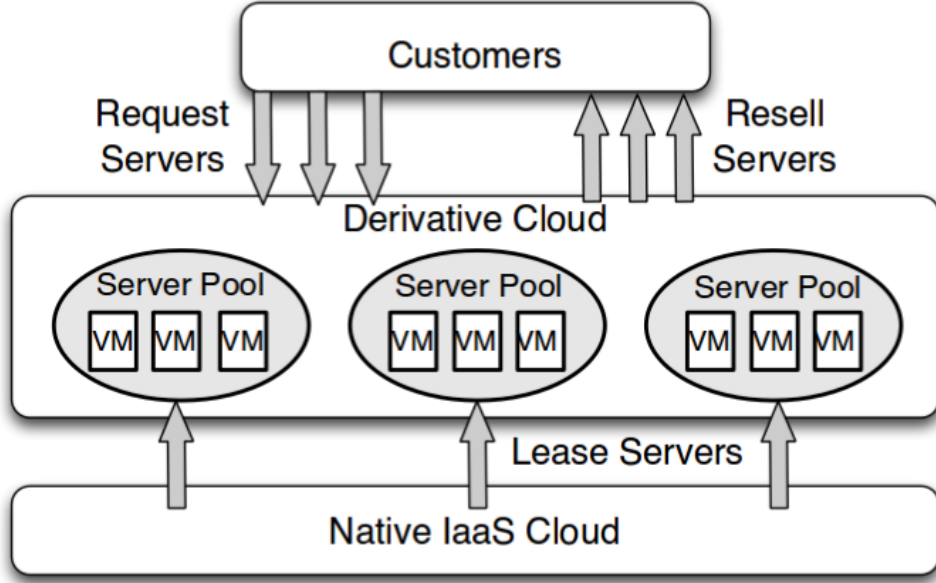 Customers
Request
Servers
Resell
Servers
Derivative Cloud
Server Pool
VM VM VM
Server Pool
VM VM VM
Server Pool
VM VM VM
Lease Servers
Native IaaS Cloud